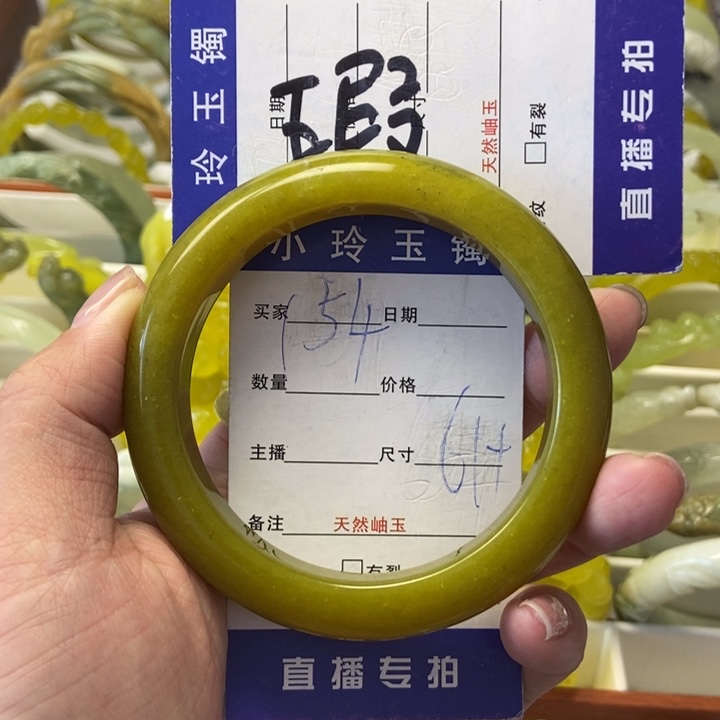 玲玉镯
日期
瑕
天然岫玉
有裂
纹
直播专拍
小玲玉镯
买家 154 日期
数量 价格
主播 尺寸 64+
备注 天然岫玉
有裂
直播专拍